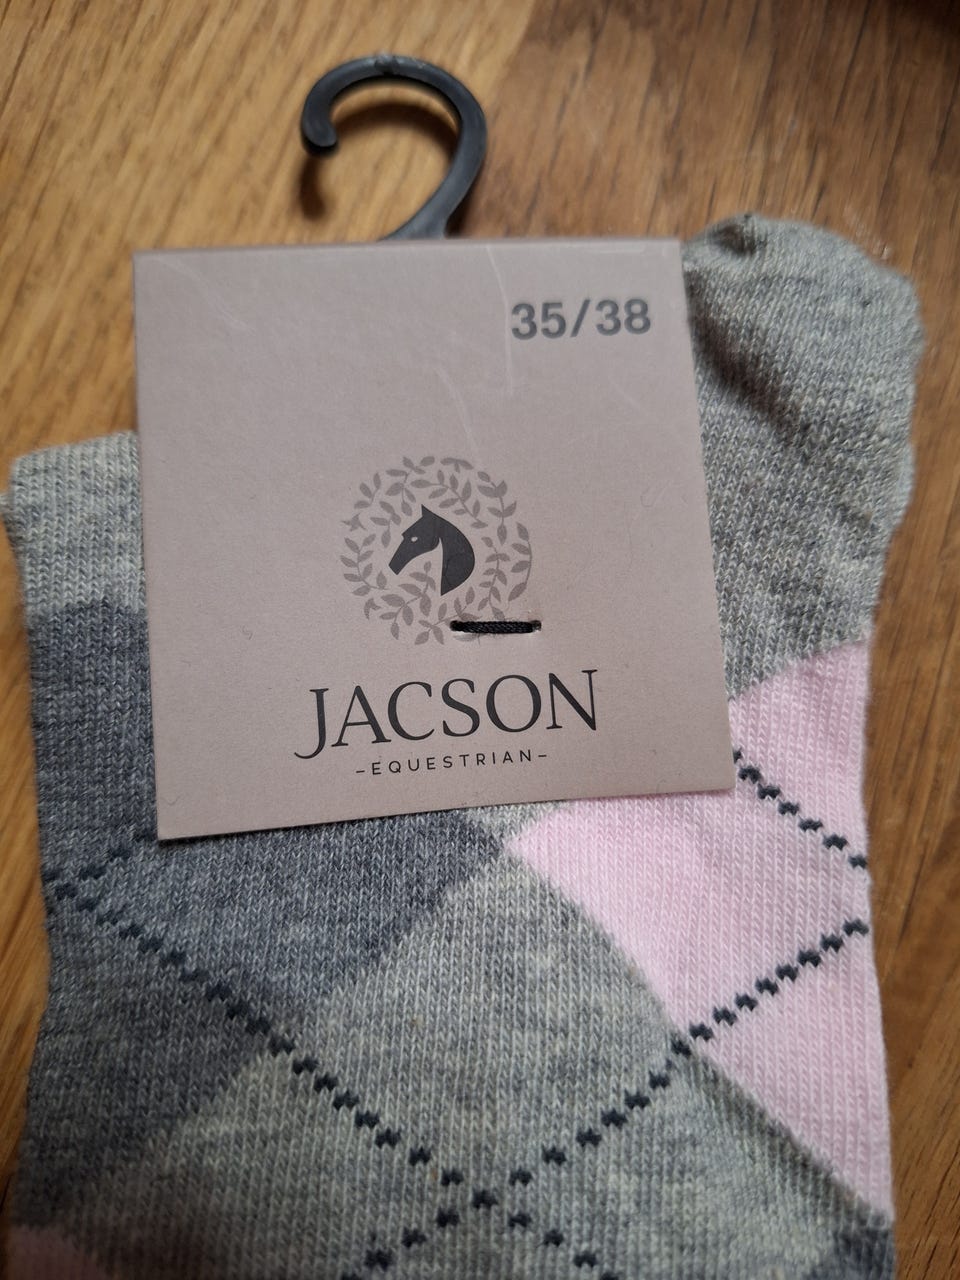 35/38
JACSON
-EQUESTRIAN-